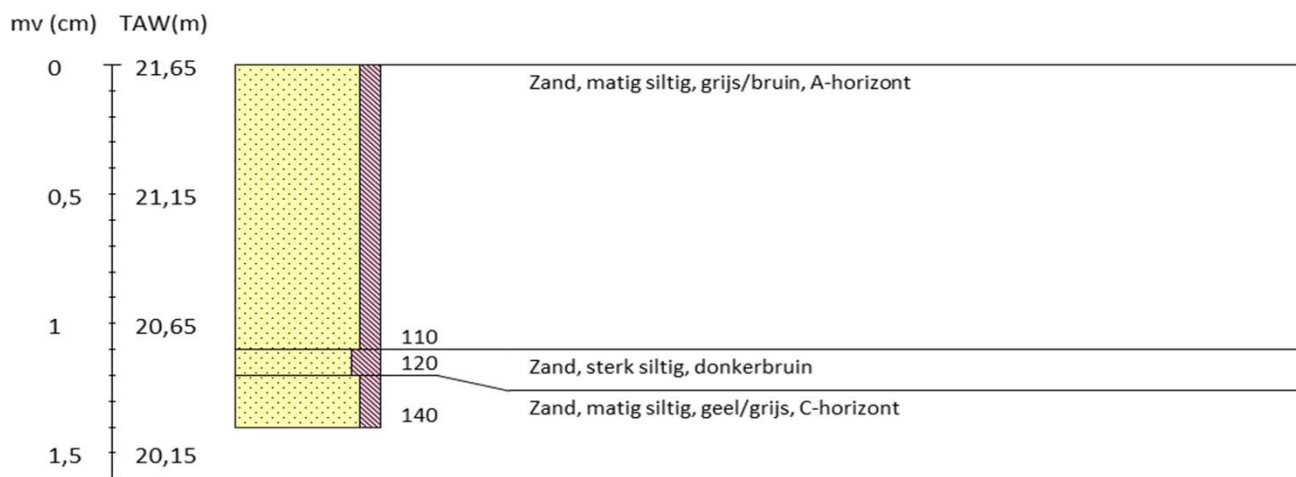 mv (cm) TAW(m)
0 21,65
Zand, matig siltig, grijs/bruin, A-horizont
0,5 21,15
1 20,65
110
120 Zand, sterk siltig, donkerbruin
140 Zand, matig siltig, geel/grijs, C-horizont
1,5 20,15